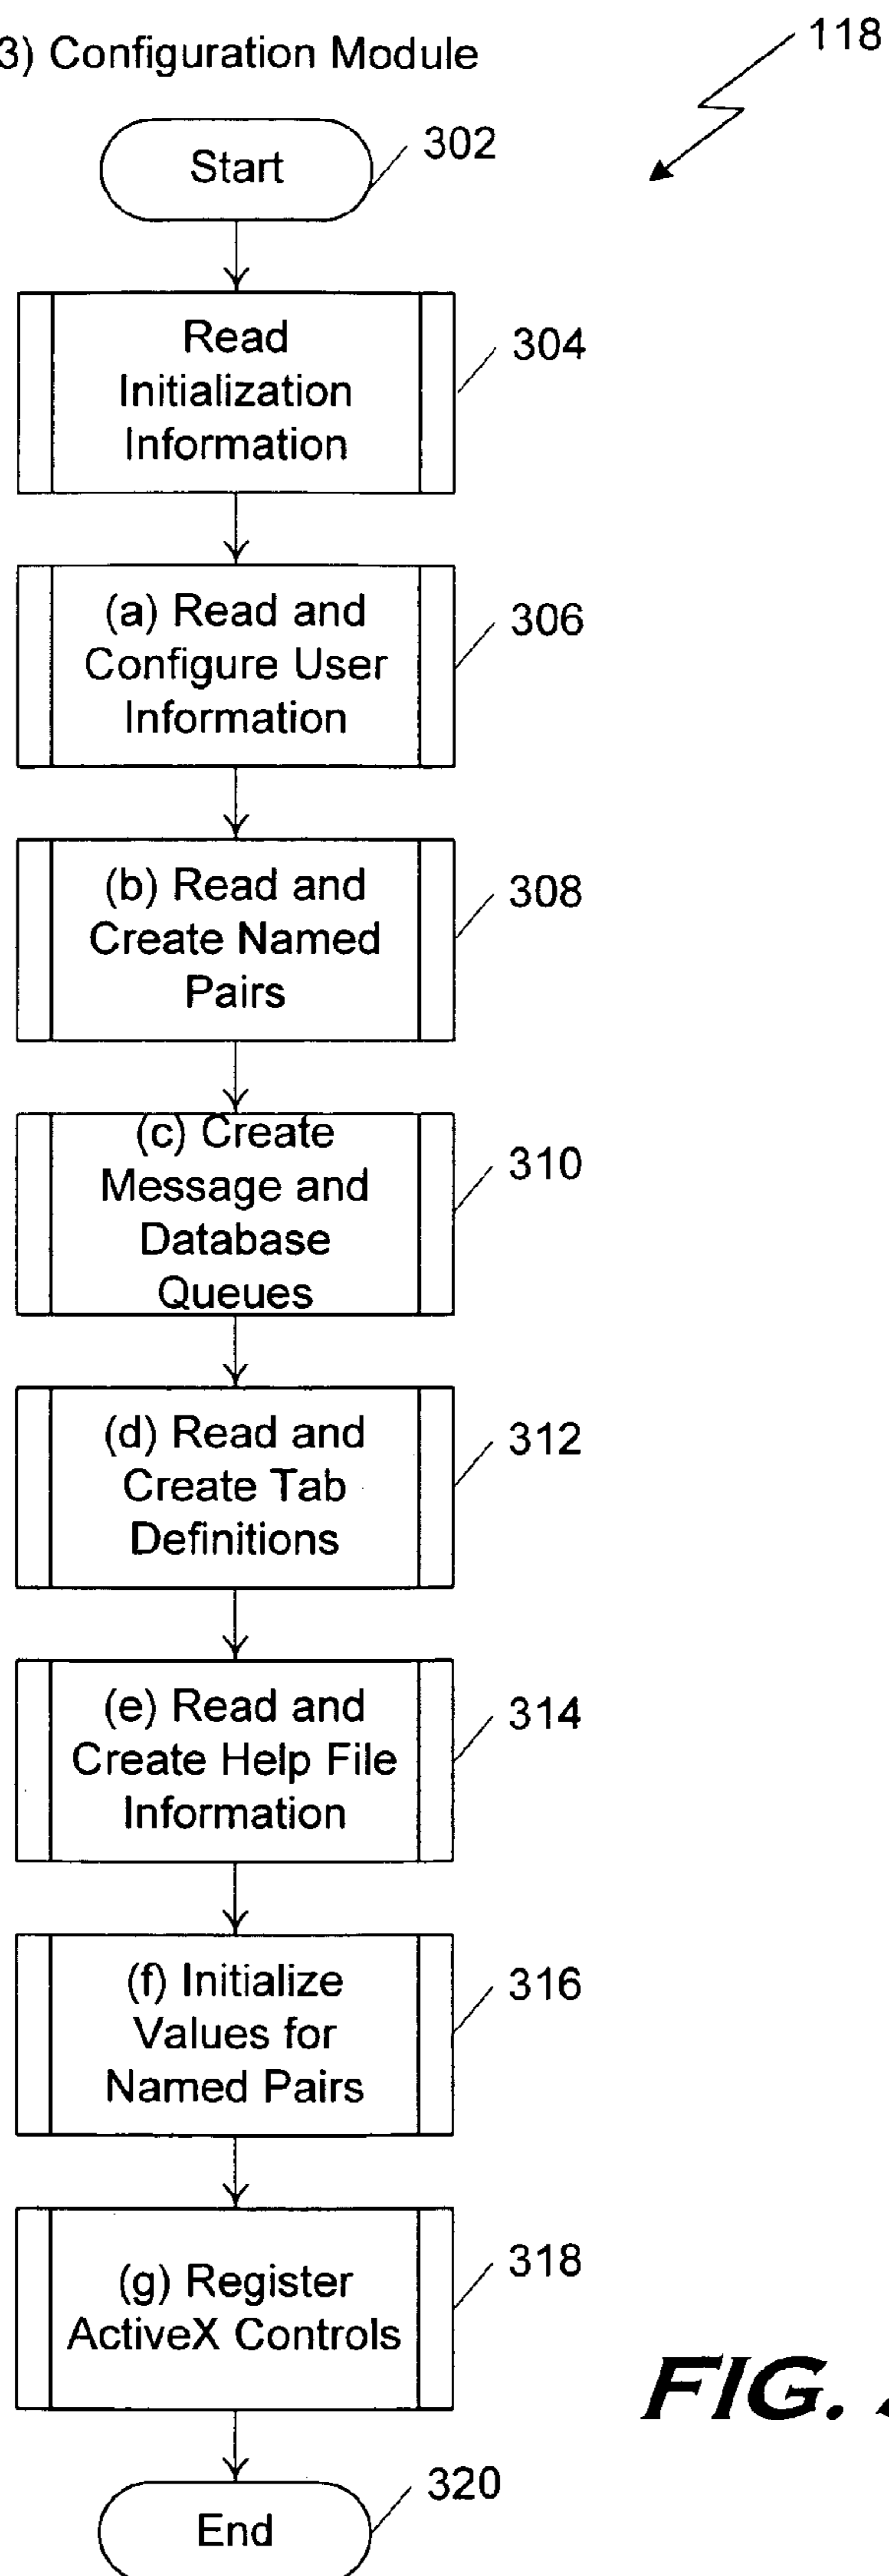 3) Configuration Module
118
Start
302
Read
Initialization
Information
304
(a) Read and
Configure User
Information
306
(b) Read and
Create Named
Pairs
308
(c) Create
Message and
Database
Queues
310
(d) Read and
Create Tab
Definitions
312
(e) Read and
Create Help File
Information
314
(f) Initialize
Values for
Named Pairs
316
(g) Register
ActiveX Controls
318
FIG.
End
320